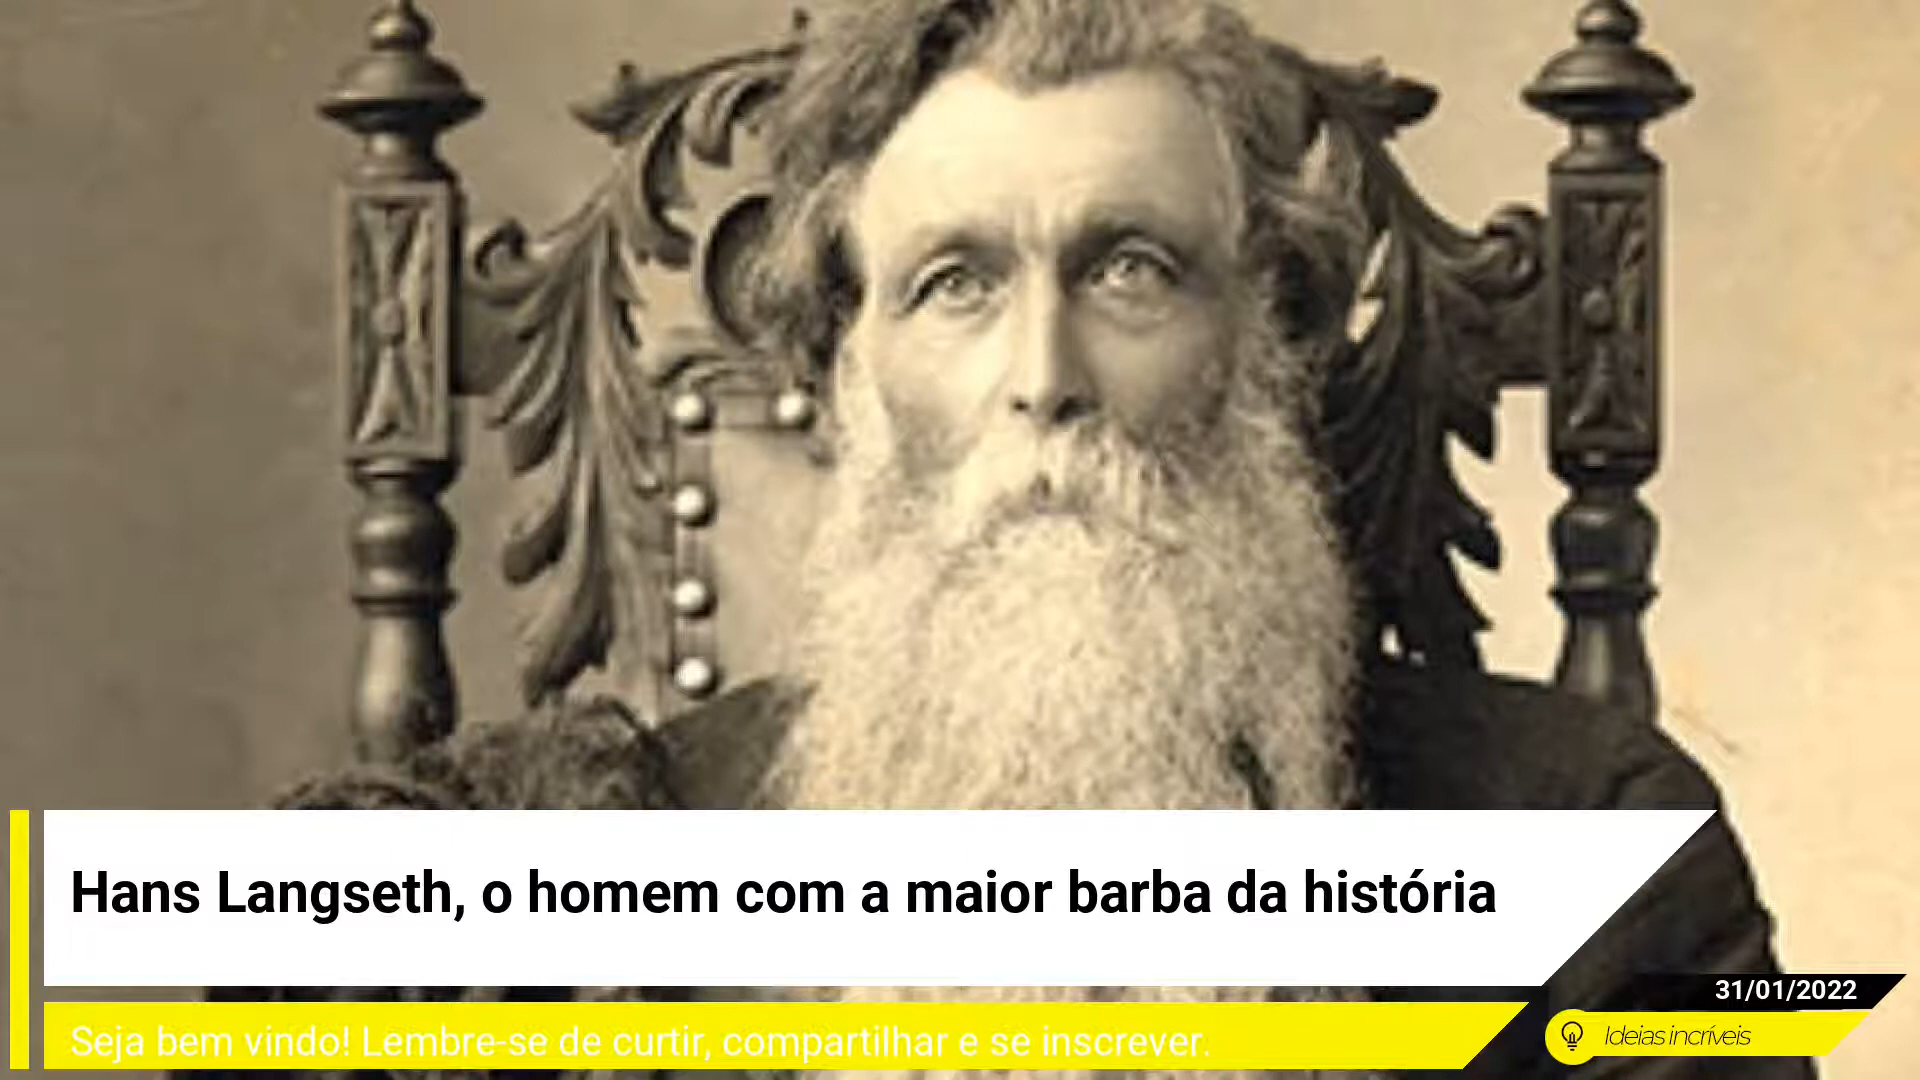 Hans Langseth, o homem com a maior barba da história
31/01/2022
Seja bem vindo! Lembre-se de curtir, compartilhar e se inscrever.
Ideias incríveis